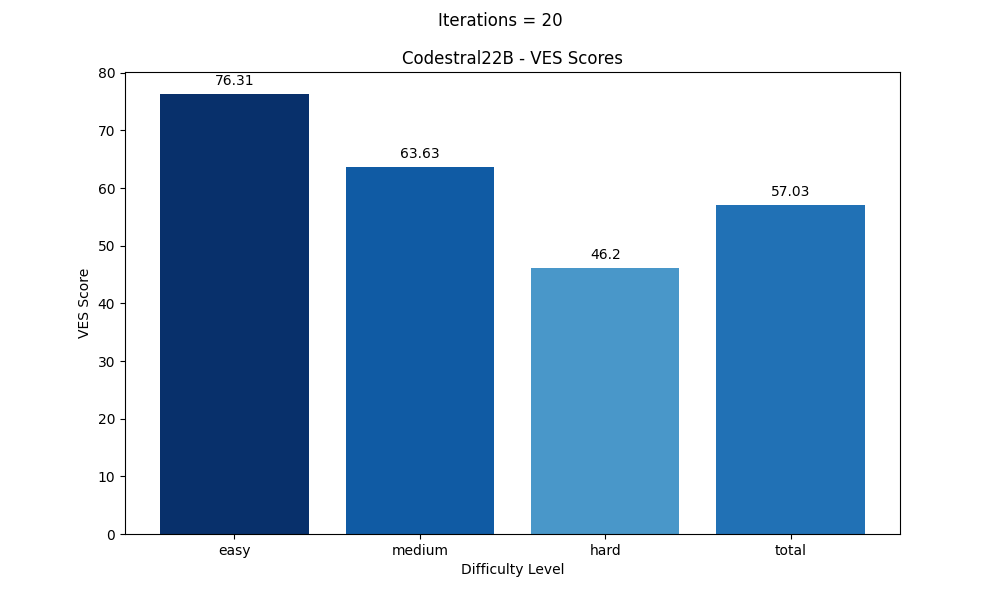 Iterations = 20
Codestral22B - VES Scores
80
70
60
50
40
30
20
10
0
VES Score
76.31
63.63
46.2
57.03
easy
medium
hard
total
Difficulty Level